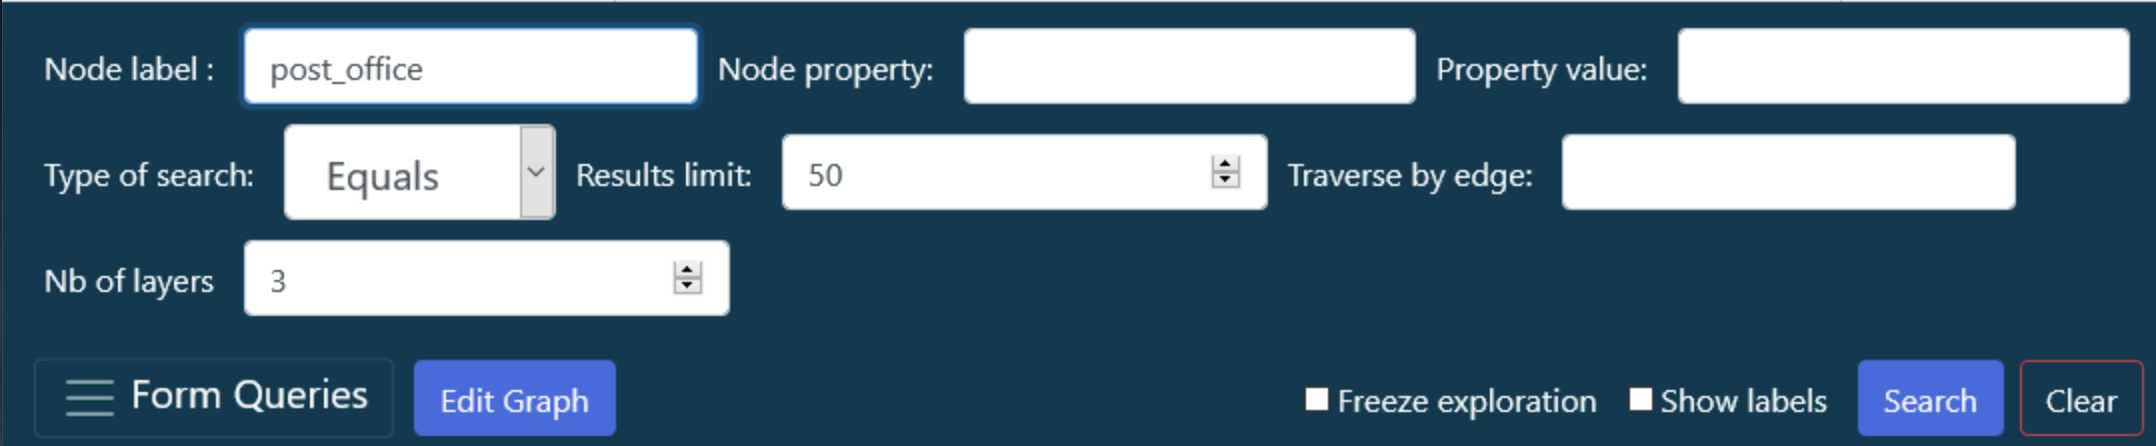 Node label : post_office Node property: Property value:
Type of search: Equals Results limit: 50 Traverse by edge:
Nb of layers 3
Form Queries Edit Graph Freeze exploration Show labels Search Clear